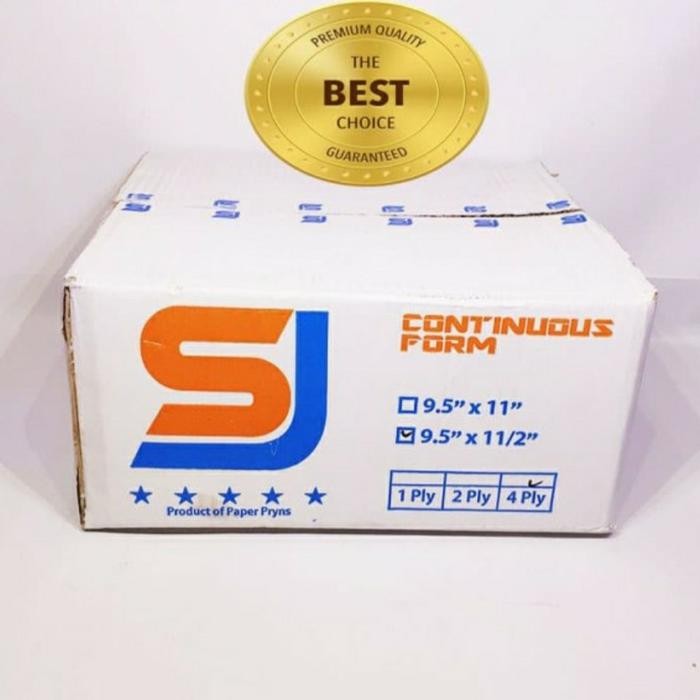 PREMIUM QUALITY
THE
BEST
CHOICE
GUARANTEED
SJ
CONTINUOUS
FORM
9.5” x 11”
9.5” x 11/2”
1 Ply 2 Ply 4 Ply
Product of Paper Pryns